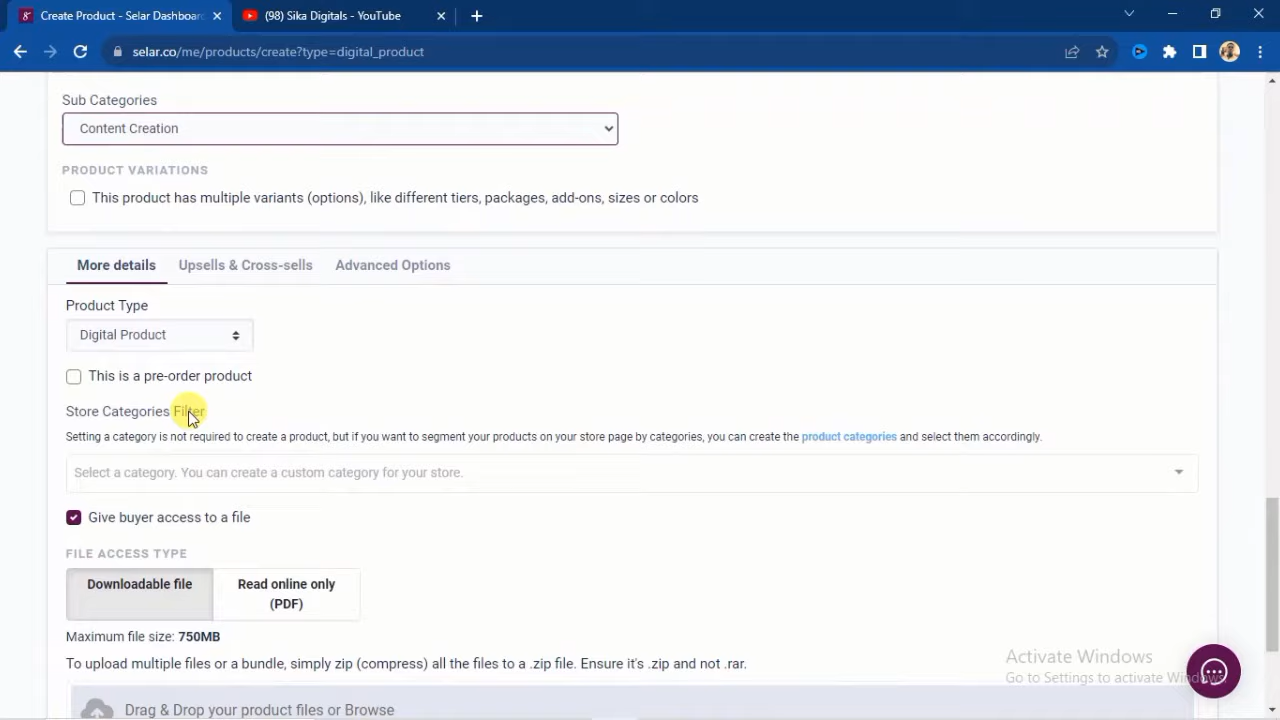 Create Product - Selar Dashboard
(98) Sika Digitals - YouTube
selar.co/me/products/create?type=digital_product
Sub Categories
Content Creation
PRODUCT VARIATIONS
This product has multiple variants (options), like different tiers, packages, add-ons, sizes or colors
More details
Upsells & Cross-sells
Advanced Options
Product Type
Digital Product
This is a pre-order product
Store Categories Filter
Setting a category is not required to create a product, but if you want to segment your products on your store page by categories, you can create the product categories and select them accordingly.
Select a category. You can create a custom category for your store.
Give buyer access to a file
FILE ACCESS TYPE
Downloadable file
Read online only
(PDF)
Maximum file size: 750MB
To upload multiple files or a bundle, simply zip (compress) all the files to a .zip file. Ensure it's .zip and not .rar.
Activate Windows
Go to Settings to activate Windows.
Drag & Drop your product files or Browse